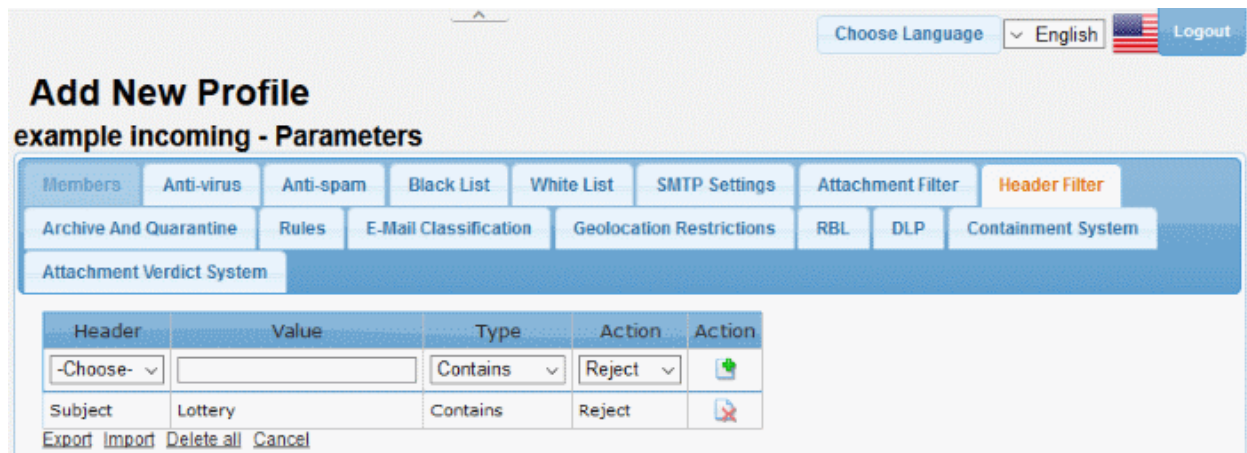 Choose Language English Logout
Add New Profile
example incoming - Parameters
Members Anti-virus Anti-spam Black List White List SMTP Settings Attachment Filter Header Filter
Archive And Quarantine Rules E-Mail Classification Geolocation Restrictions RBL DLP Containment System
Attachment Verdict System
Header Value Type Action Action
-Choose- Contains Reject
Subject Lottery Contains Reject
Export Import Delete all Cancel